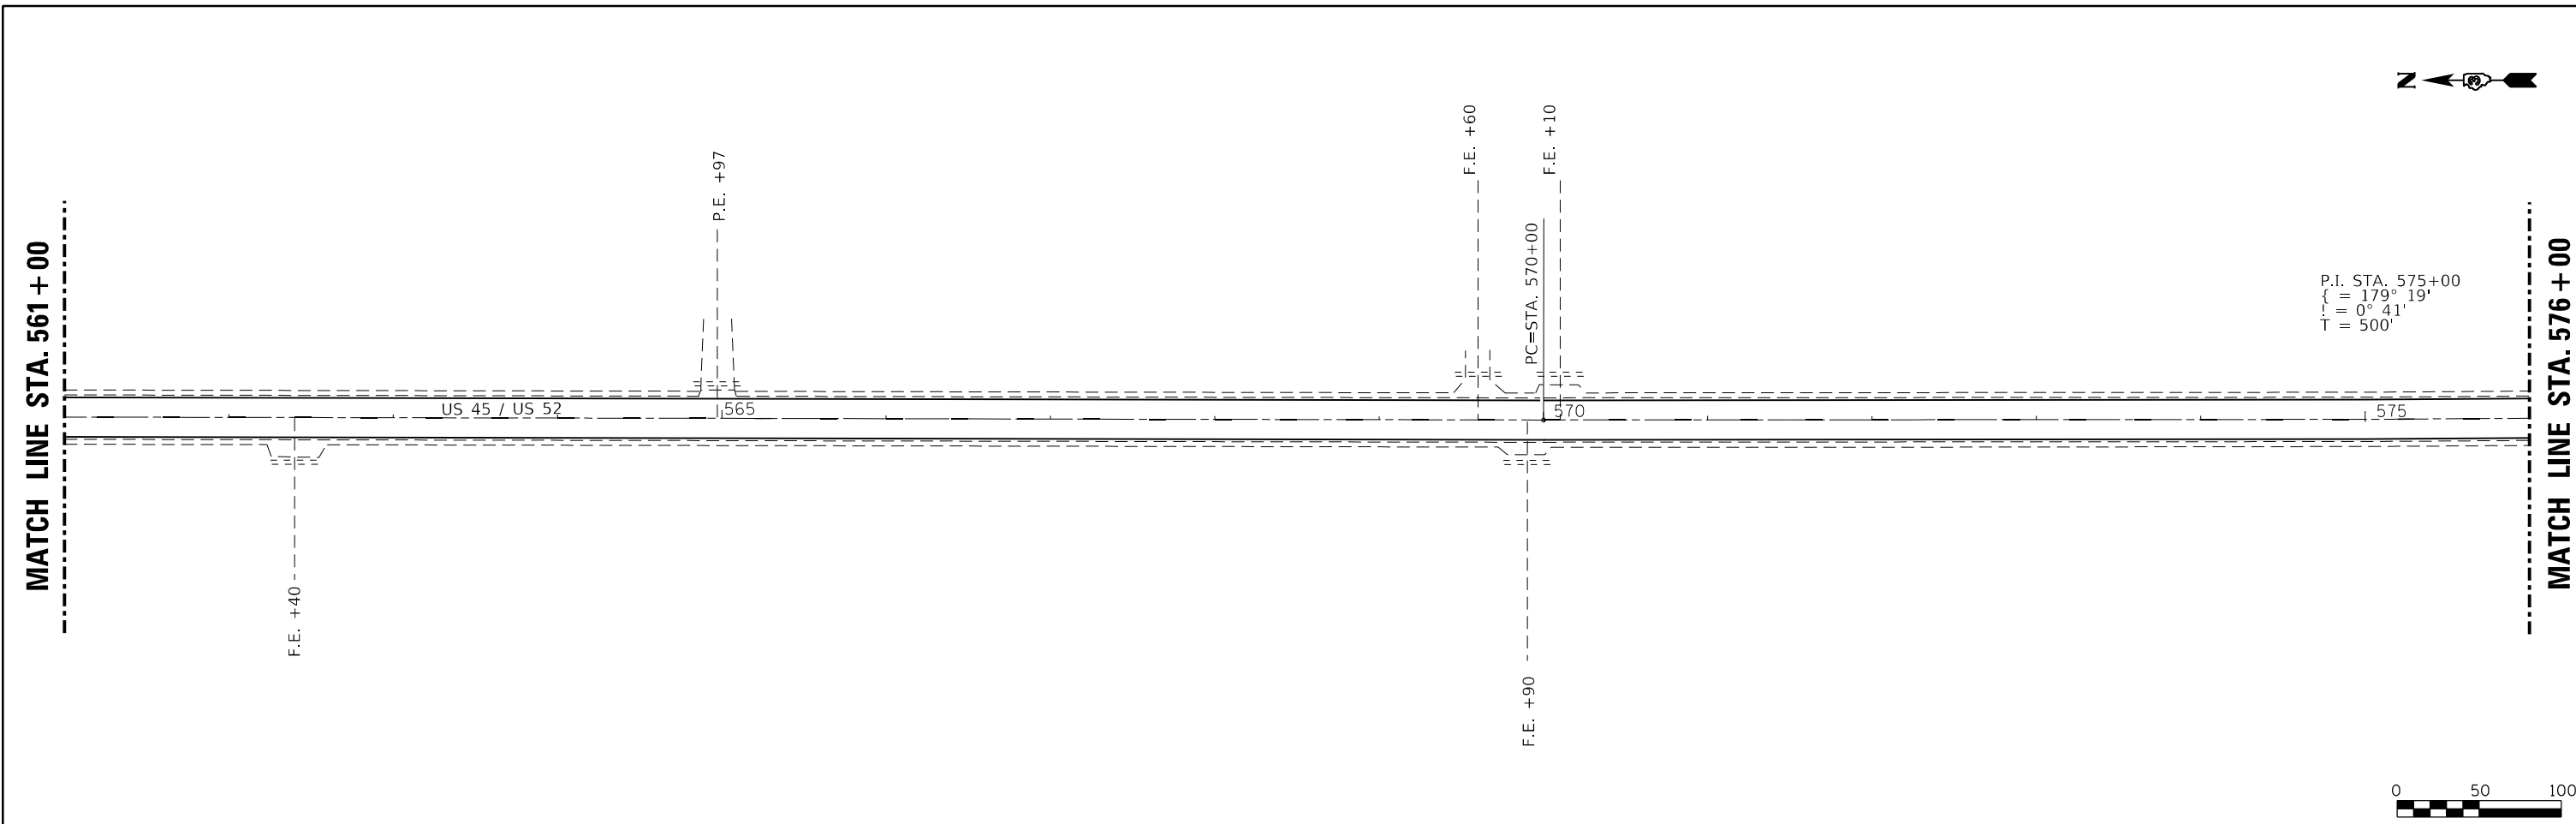 N
3
F.E. +60
F.E. +10
P.E. +97
PC=STA. 570+00
MATCH LINE STA. 561+00
MATCH LINE STA. 576+00
P.I. STA. 575+00
{ = 179° 19'
! = 0° 41'
T = 500'
US 45 / US 52
565
570
575
F.E. +40
F.E. +90
0 50 100